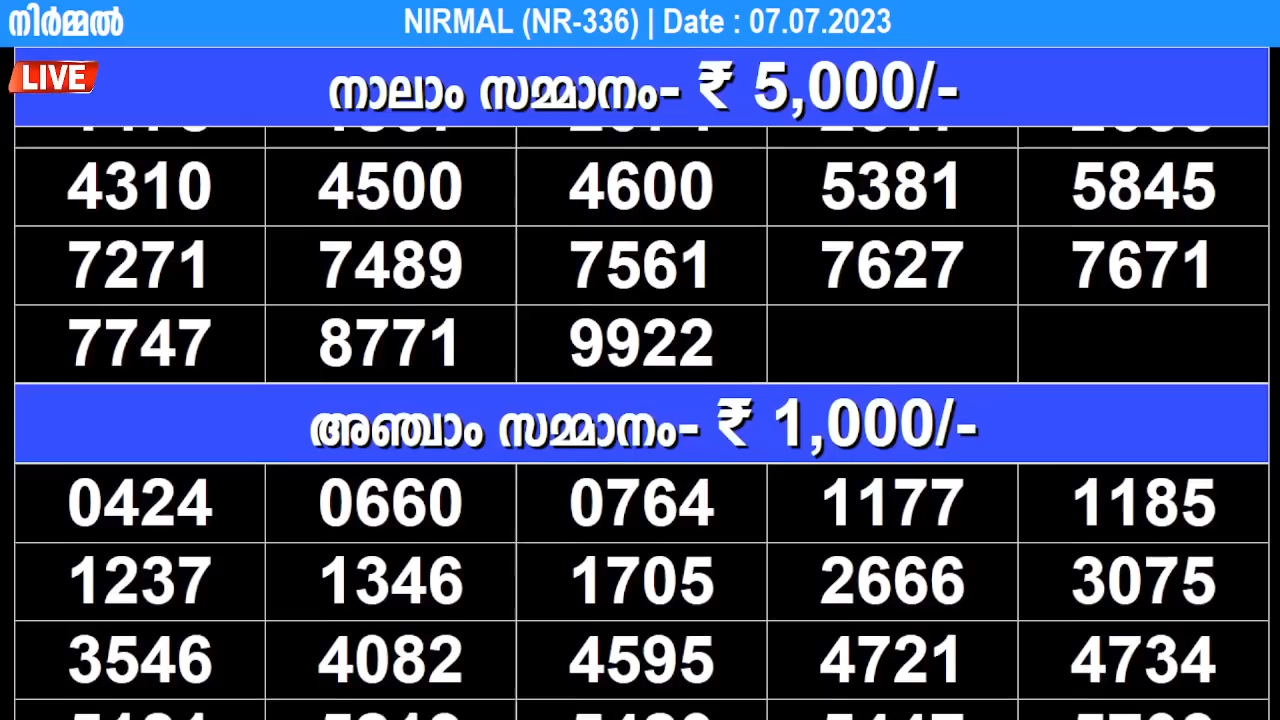 നിർമ്മൽ NIRMAL (NR-336) | Date : 07.07.2023
LIVE
നാലാം സമ്മാനം- ₹ 5,000/-
4310 4500 4600 5381 5845
7271 7489 7561 7627 7671
7747 8771 9922
അഞ്ചാം സമ്മാനം- ₹ 1,000/-
0424 0660 0764 1177 1185
1237 1346 1705 2666 3075
3546 4082 4595 4721 4734